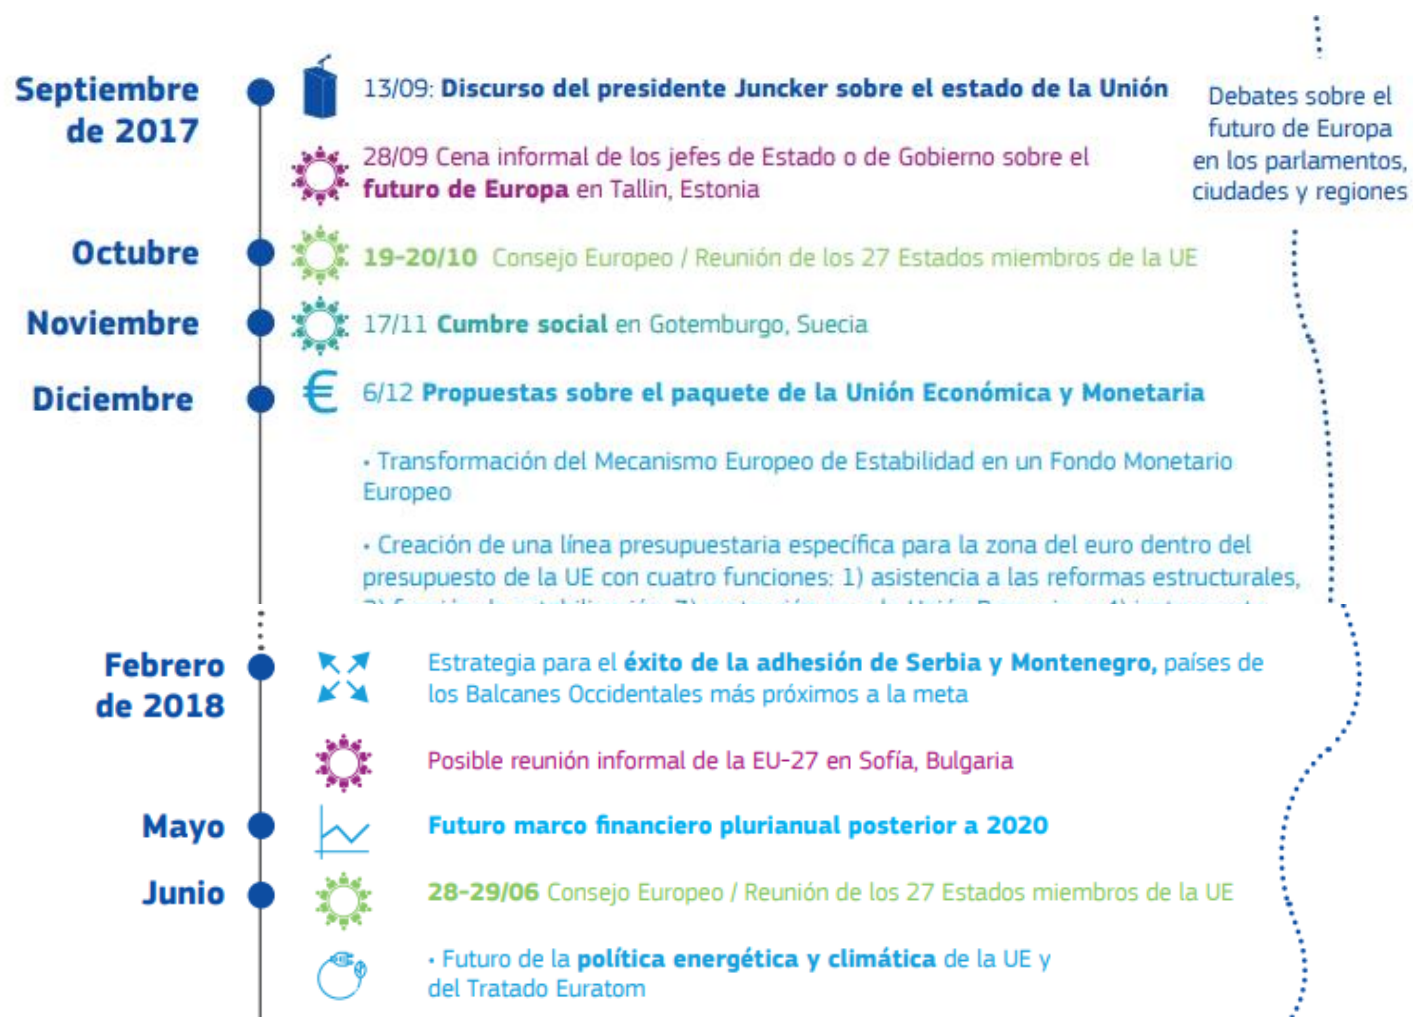 Septiembre
de 2017
13/09: Discurso del presidente Juncker sobre el estado de la Unión
28/09 Cena informal de los jefes de Estado o de Gobierno sobre el
futuro de Europa en Tallin, Estonia
Debates sobre el
futuro de Europa
en los parlamentos,
ciudades y regiones
Octubre
19-20/10 Consejo Europeo / Reunión de los 27 Estados miembros de la UE
Noviembre
17/11 Cumbre social en Gotemburgo, Suecia
Diciembre
€ 6/12 Propuestas sobre el paquete de la Unión Económica y Monetaria
• Transformación del Mecanismo Europeo de Estabilidad en un Fondo Monetario
Europeo
• Creación de una línea presupuestaria específica para la zona del euro dentro del
presupuesto de la UE con cuatro funciones: 1) asistencia a las reformas estructurales,
Febrero
de 2018
Estrategia para el éxito de la adhesión de Serbia y Montenegro, países de
los Balcanes Occidentales más próximos a la meta
Posible reunión informal de la EU-27 en Sofía, Bulgaria
Mayo
Futuro marco financiero plurianual posterior a 2020
Junio
28-29/06 Consejo Europeo / Reunión de los 27 Estados miembros de la UE
• Futuro de la política energética y climática de la UE y
del Tratado Euratom